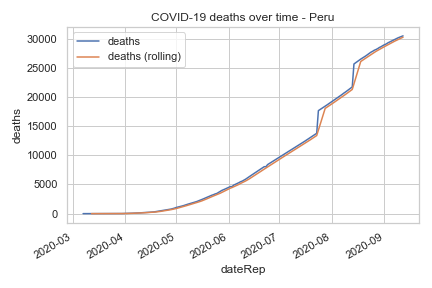 COVID-19 deaths over time - Peru
deaths
deaths (rolling)
30000
25000
20000
15000
10000
5000
0
deaths
2020-03
2020-04
2020-05
2020-06
2020-07
2020-08
2020-09
dateRep